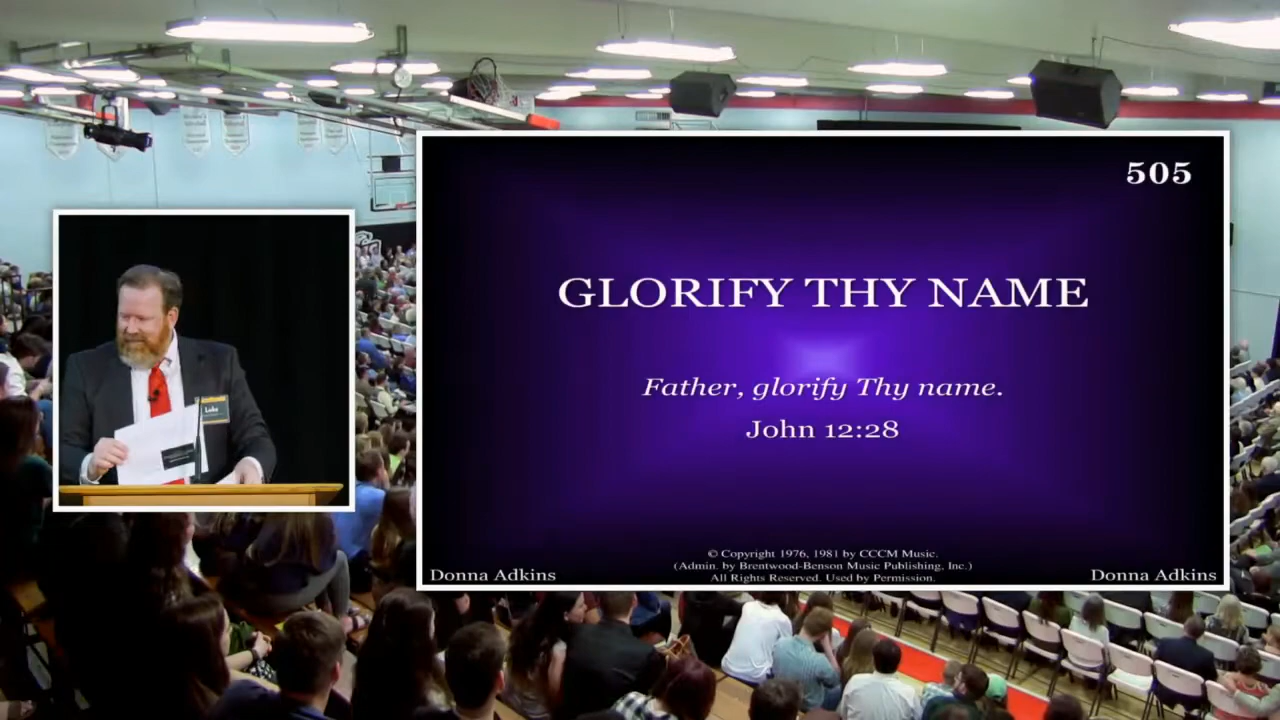 505
GLORIFY THY NAME
Father, glorify Thy name.
John 12:28
© Copyright 1976, 1981 by CCCM Music.
(Admin. by Brentwood-Benson Music Publishing, Inc.)
All Rights Reserved. Used by Permission.
Donna Adkins
Donna Adkins
Luke